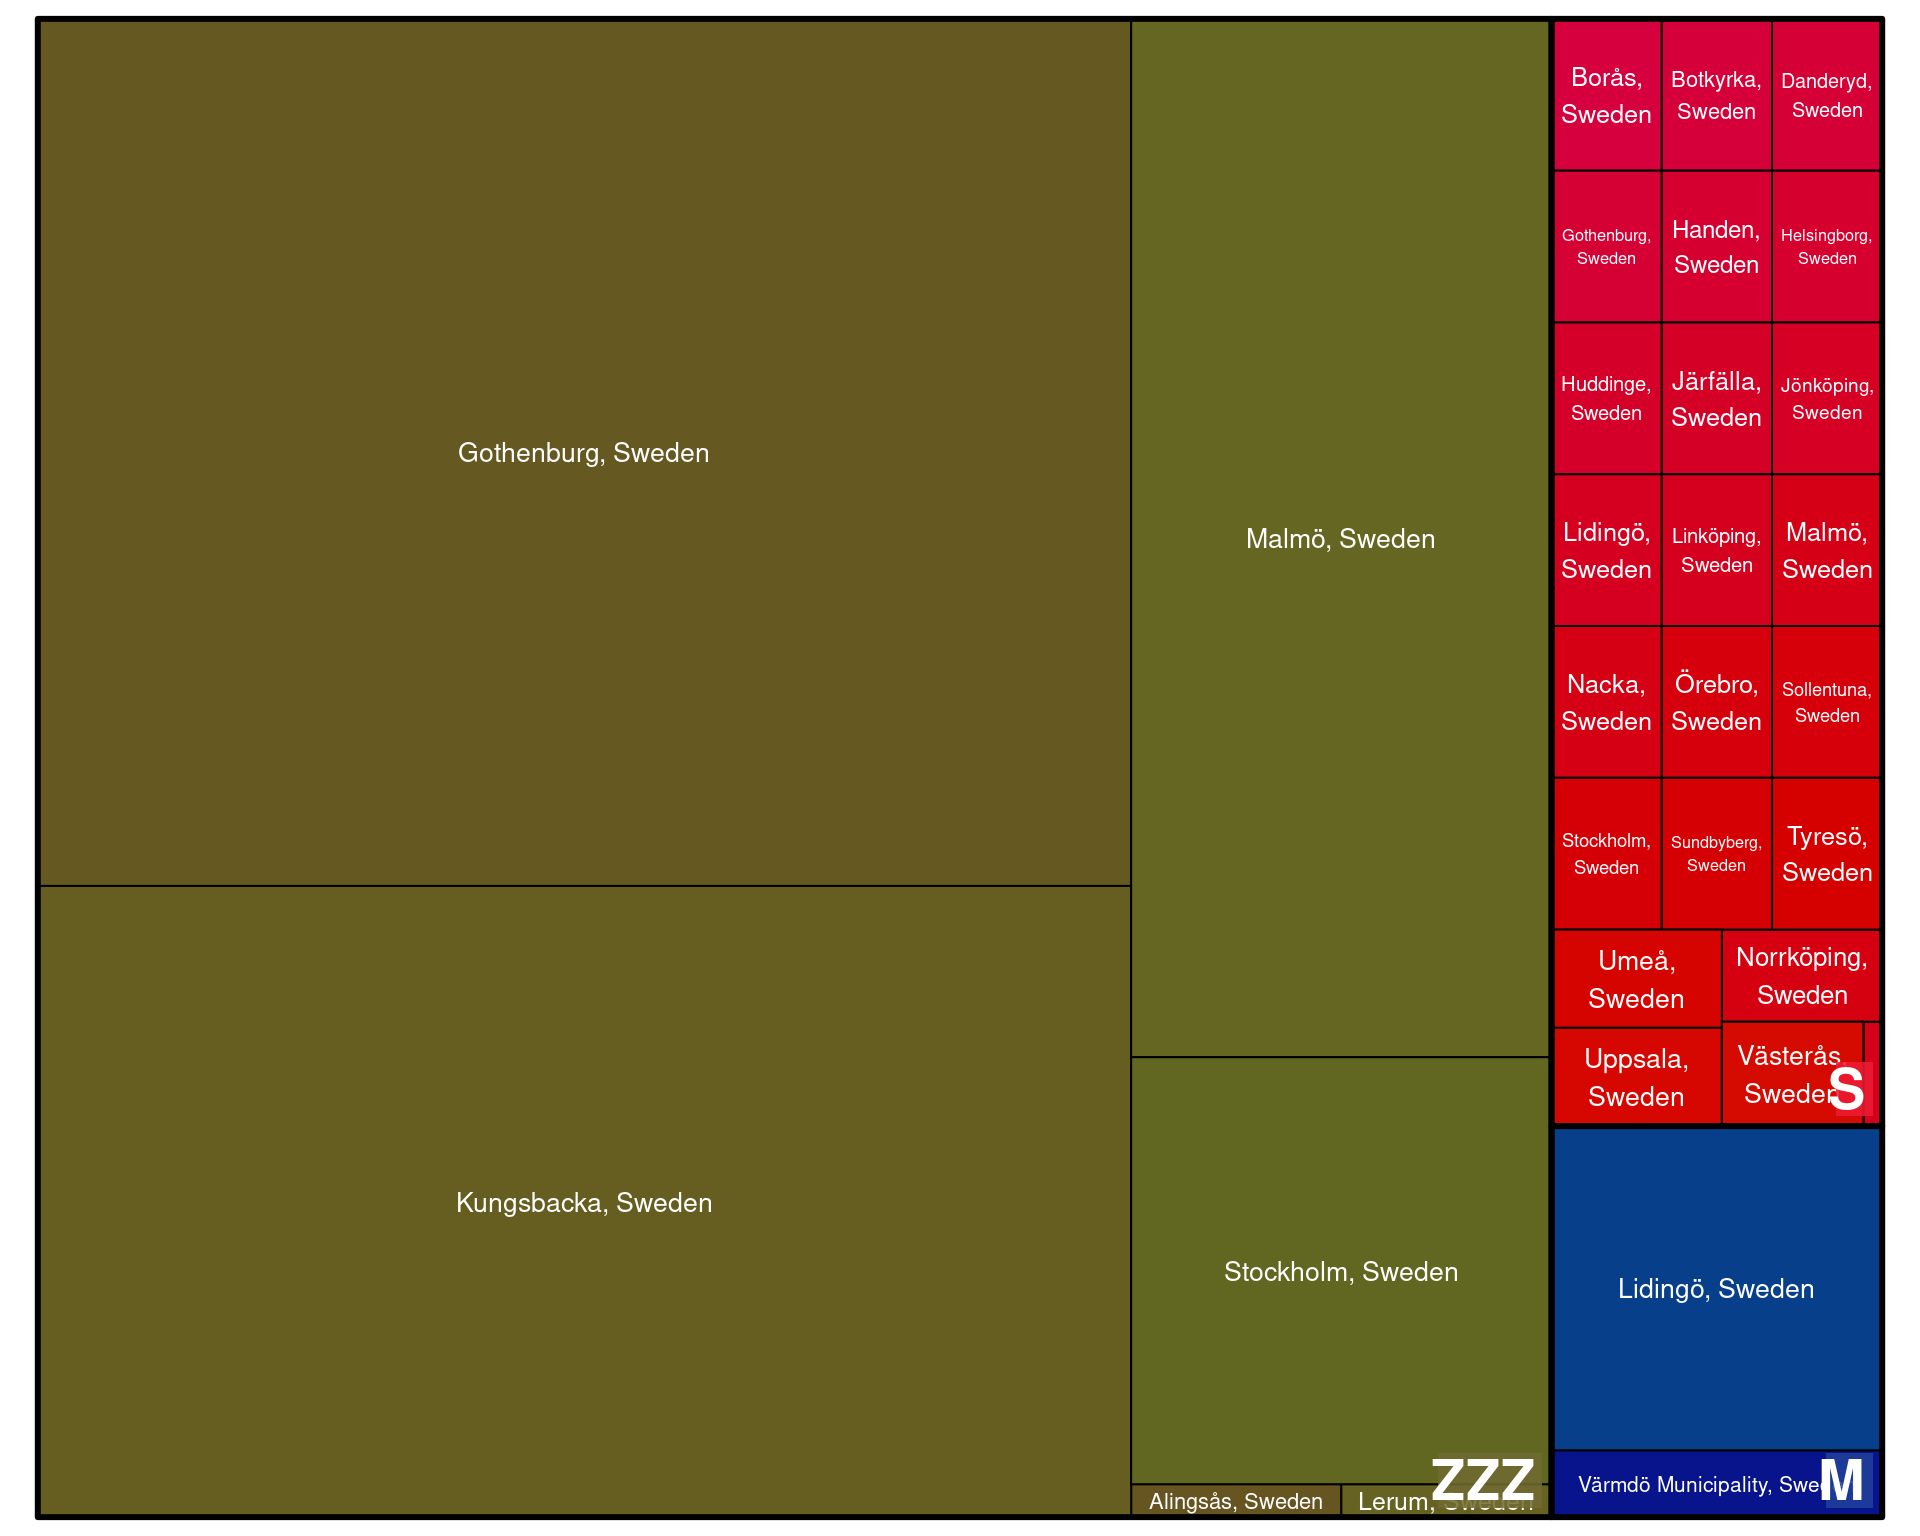 Gothenburg, Sweden
Kungsbacka, Sweden
Malmö, Sweden
Stockholm, Sweden
Alingsås, Sweden
Lerum, Sweden
ZZZ
Borås,
Sweden
Botkyrka,
Sweden
Danderyd,
Sweden
Gothenburg,
Sweden
Handen,
Sweden
Helsingborg,
Sweden
Huddinge,
Sweden
Järfälla,
Sweden
Jönköping,
Sweden
Lidingö,
Sweden
Linköping,
Sweden
Malmö,
Sweden
Nacka,
Sweden
Örebro,
Sweden
Sollentuna,
Sweden
Stockholm,
Sweden
Sundbyberg,
Sweden
Tyresö,
Sweden
Umeå,
Sweden
Norrköping,
Sweden
Uppsala,
Sweden
Västerås,
Sweden
S
Lidingö, Sweden
Värmdö Municipality, Swe
M